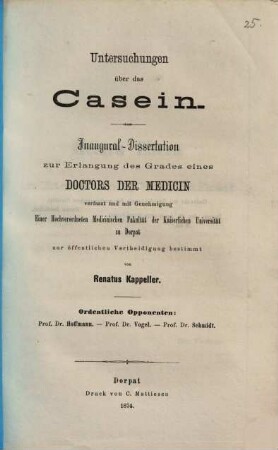 25.
Untersuchungen
über das
Casein.
Inaugural-Dissertation
zur Erlangung des Grades eines
DOCTORS DER MEDICIN
verfasst und mit Genehmigung
Einer Hochverordneten Medicinischen Fakultät der Kaiserlichen Universität
zu Dorpat
zur öffentlichen Vertheidigung bestimmt
von
Renatus Kappeller.
Ordentliche Opponenten:
Prof. Dr. Hoffmann. — Prof. Dr. Vogel. — Prof. Dr. Schmidt.
Dorpat
Druck von C. Mattiesen
1874.